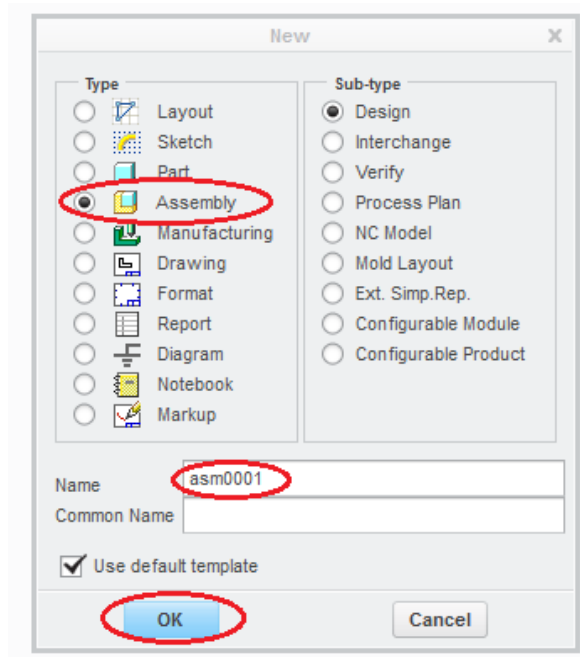 New
Type
Layout
Sketch
Part
Assembly
Manufacturing
Drawing
Format
Report
Diagram
Notebook
Markup
Sub-type
Design
Interchange
Verify
Process Plan
NC Model
Mold Layout
Ext. Simp.Rep.
Configurable Module
Configurable Product
Name asm0001
Common Name
Use default template
OK Cancel